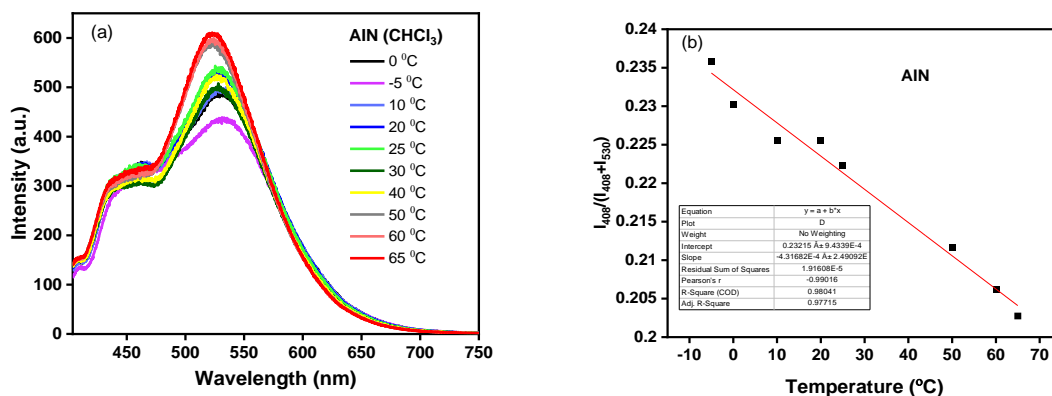 (a)
AIN (CHCl₃)
0 ⁰C
-5 ⁰C
10 ⁰C
20 ⁰C
25 ⁰C
30 ⁰C
40 ⁰C
50 ⁰C
60 ⁰C
65 ⁰C
600
500
400
300
200
100
0
Intensity (a.u.)
450 500 550 600 650 700 750
Wavelength (nm)
(b)
AIN
0.24
0.235
0.23
0.225
0.22
0.215
0.21
0.205
0.2
I₄₀₈/(I₄₀₈+I₅₃₀)
Equation y = a + b*x
Plot D
Weight No Weighting
Intercept 0.23215 Â± 9.4339E-4
Slope -4.31682E-4 Â± 2.49092E
Residual Sum of Squares 1.91608E-5
Pearson's r -0.99016
R-Square (COD) 0.98041
Adj. R-Square 0.97715
-10 0 10 20 30 40 50 60 70
Temperature (ºC)